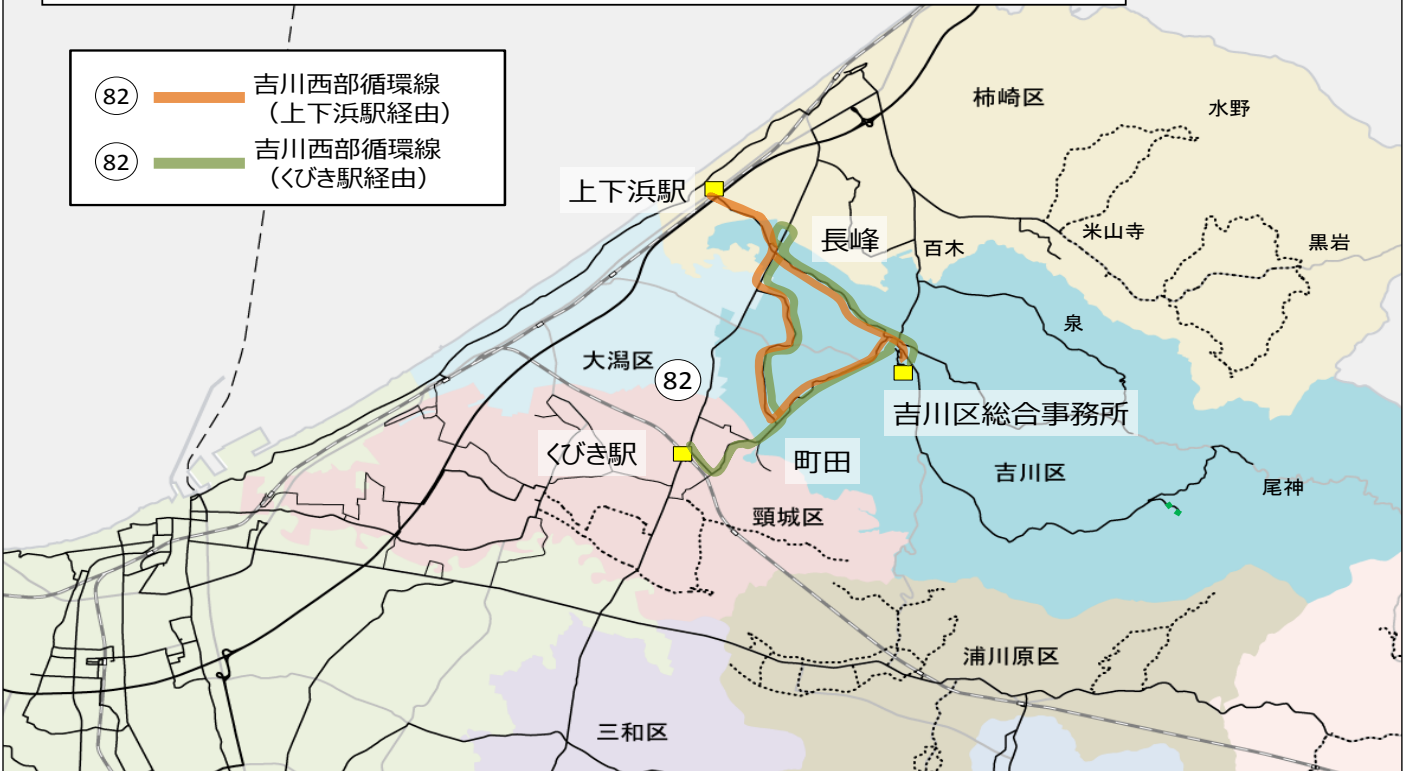 82 吉川西部循環線
（上下浜駅経由）
82 吉川西部循環線
（くびき駅経由）
柿崎区
水野
上下浜駅
長峰
百木
米山寺
黒岩
泉
大潟区
82
吉川区総合事務所
くびき駅
町田
吉川区
尾神
頸城区
浦川原区
三和区